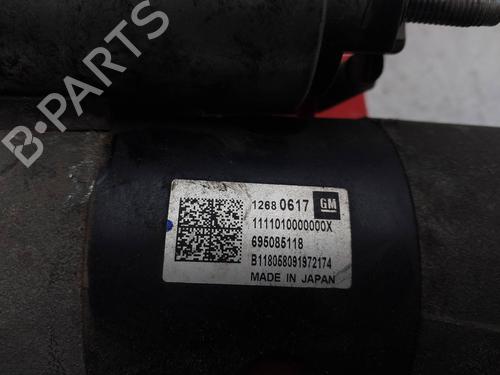 B-PARTS
1268 0617 GM
1111010000000X
695085118
B118058091972174
MADE IN JAPAN